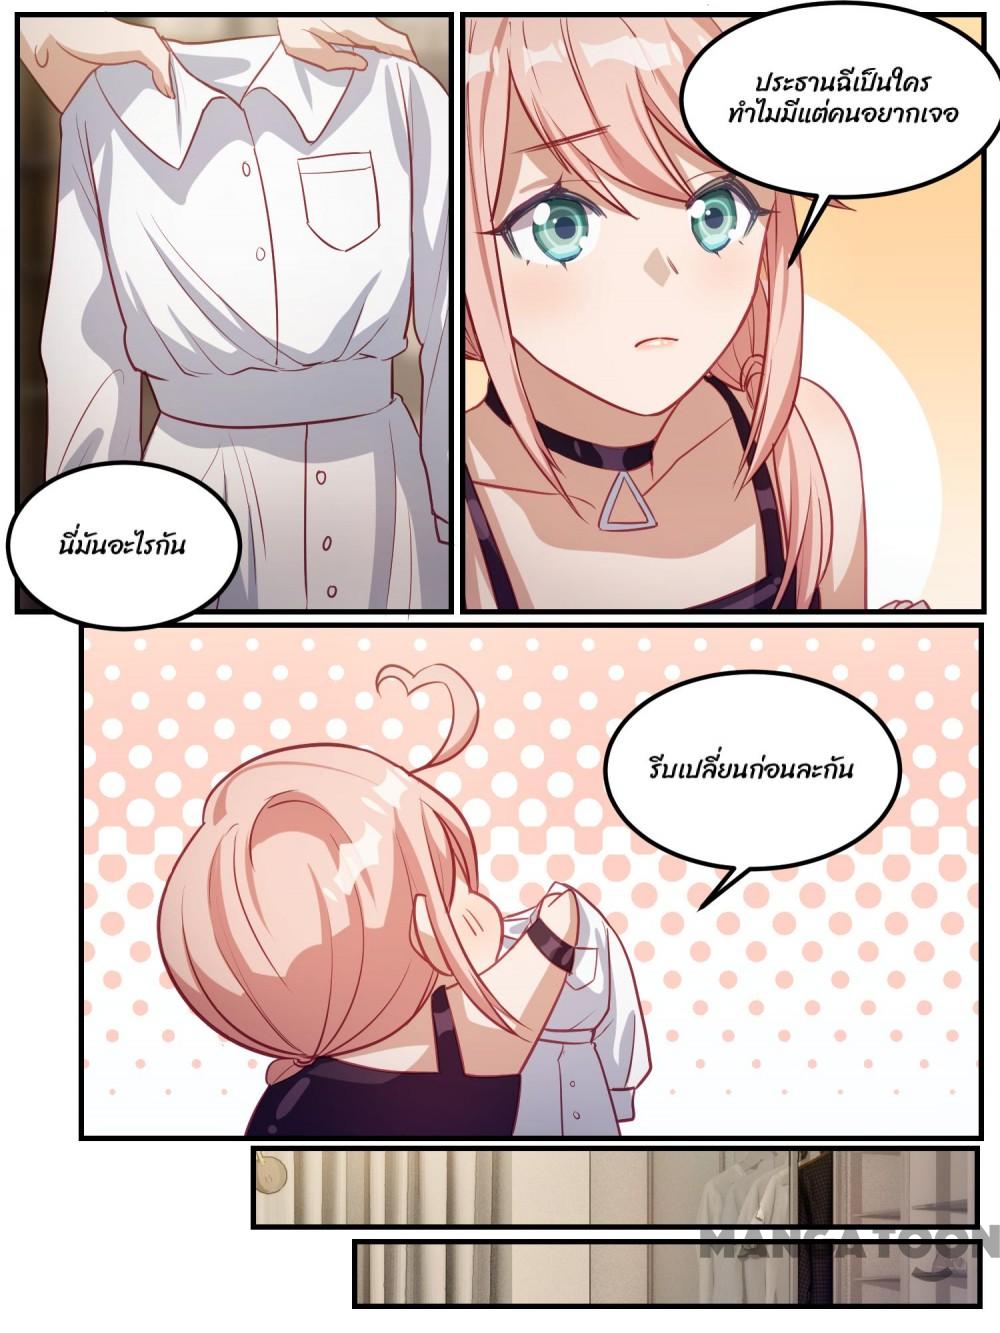 นี่มันอะไรกัน
ประธานฉีเป็นใคร
ทำไมมีแต่คนอยากเจอ
รีบเปลี่ยนก่อนละกัน
MANGATOON